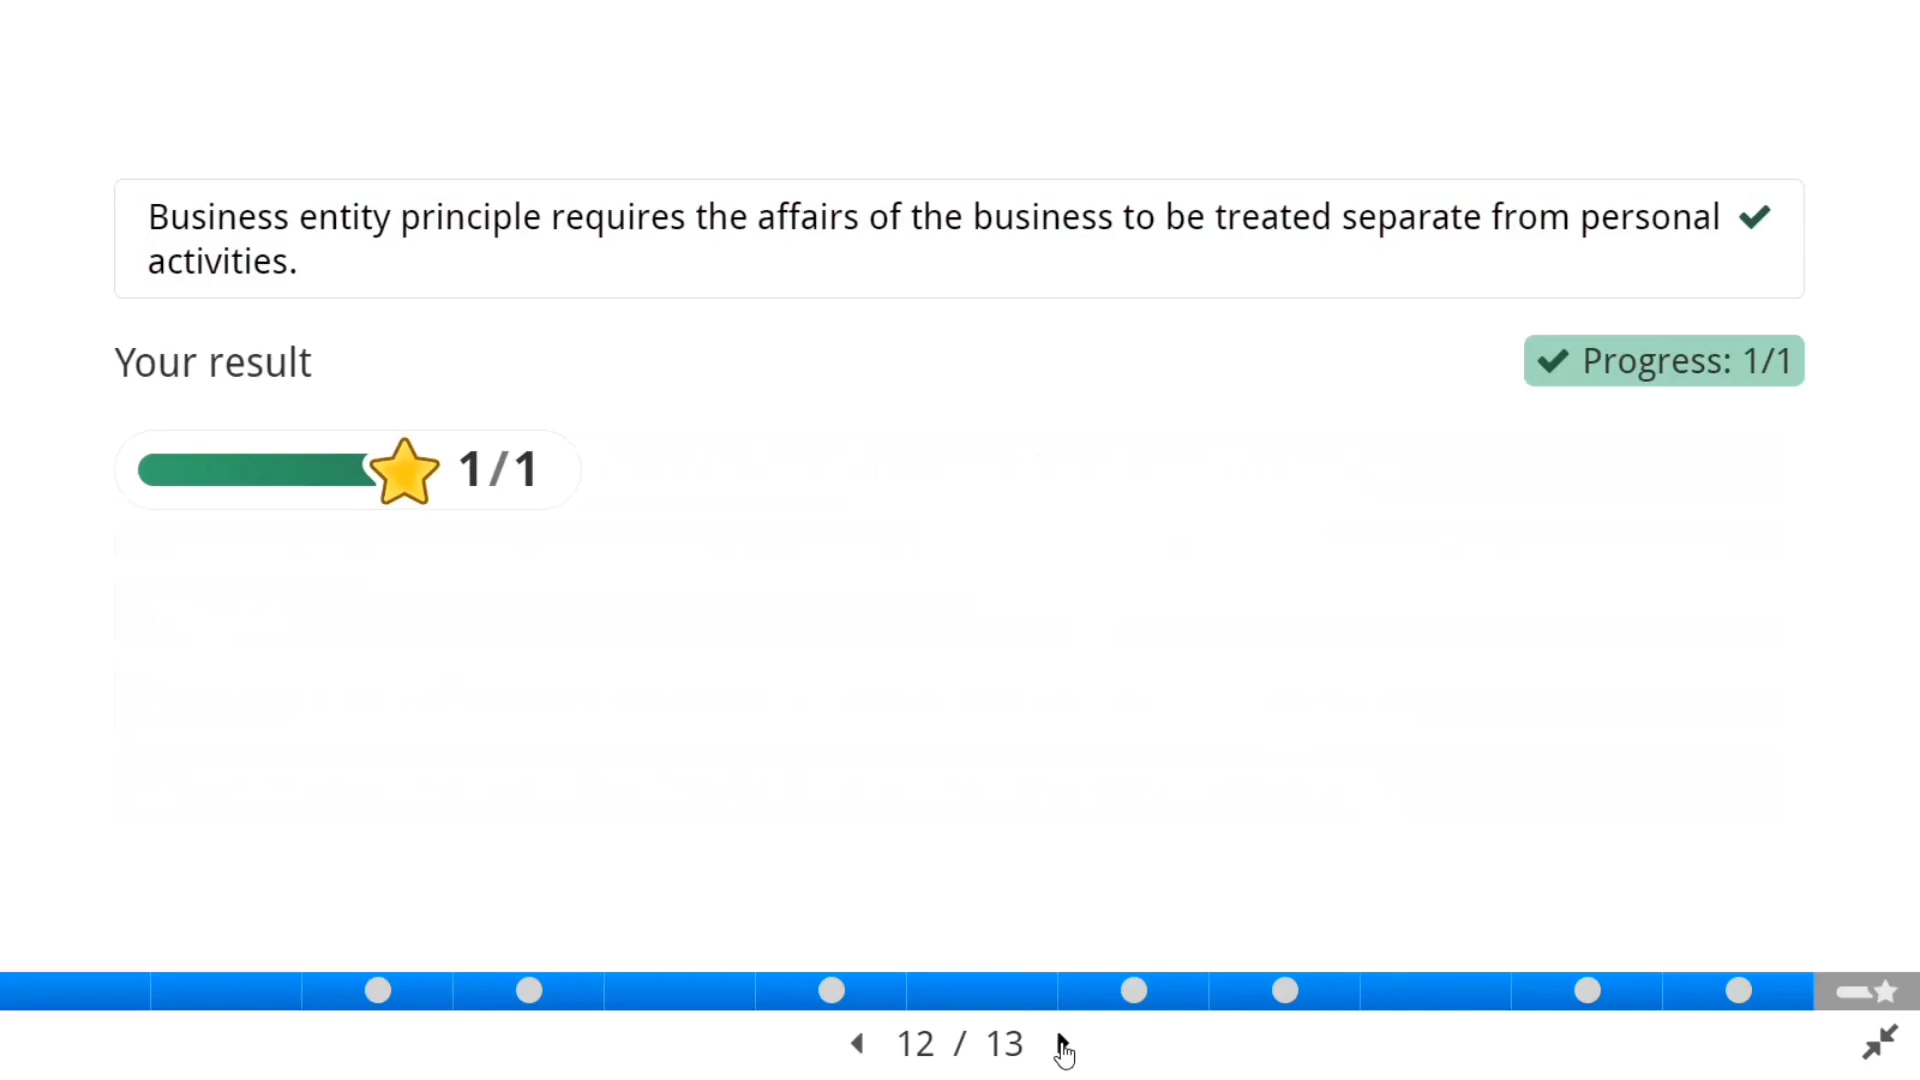 Business entity principle requires the affairs of the business to be treated separate from personal
activities.
Your result
Progress: 1/1
1/1
12 / 13